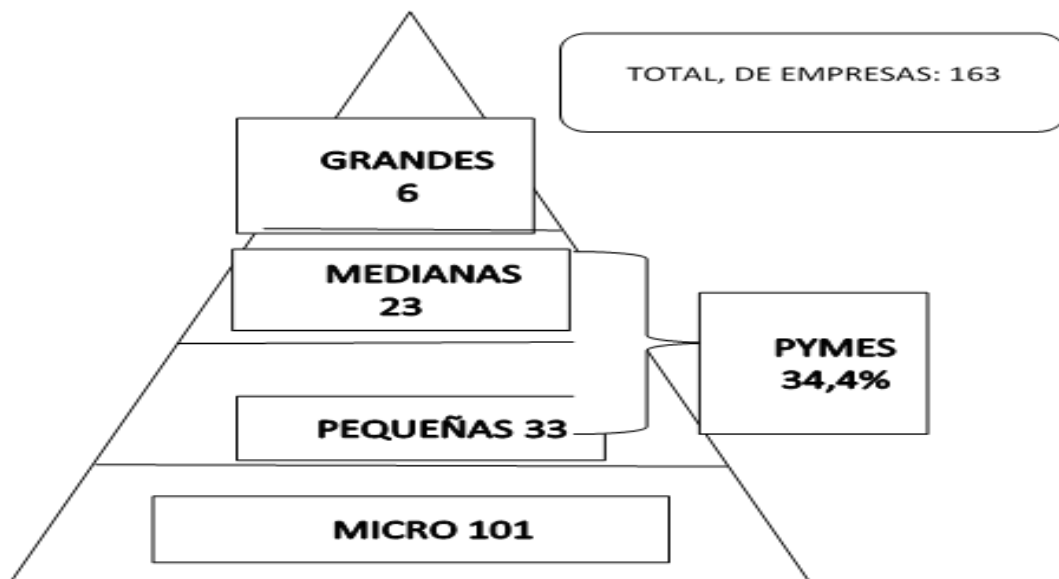 TOTAL, DE EMPRESAS: 163
GRANDES
6
MEDIANAS
23
PYMES
34,4%
PEQUEÑAS 33
MICRO 101